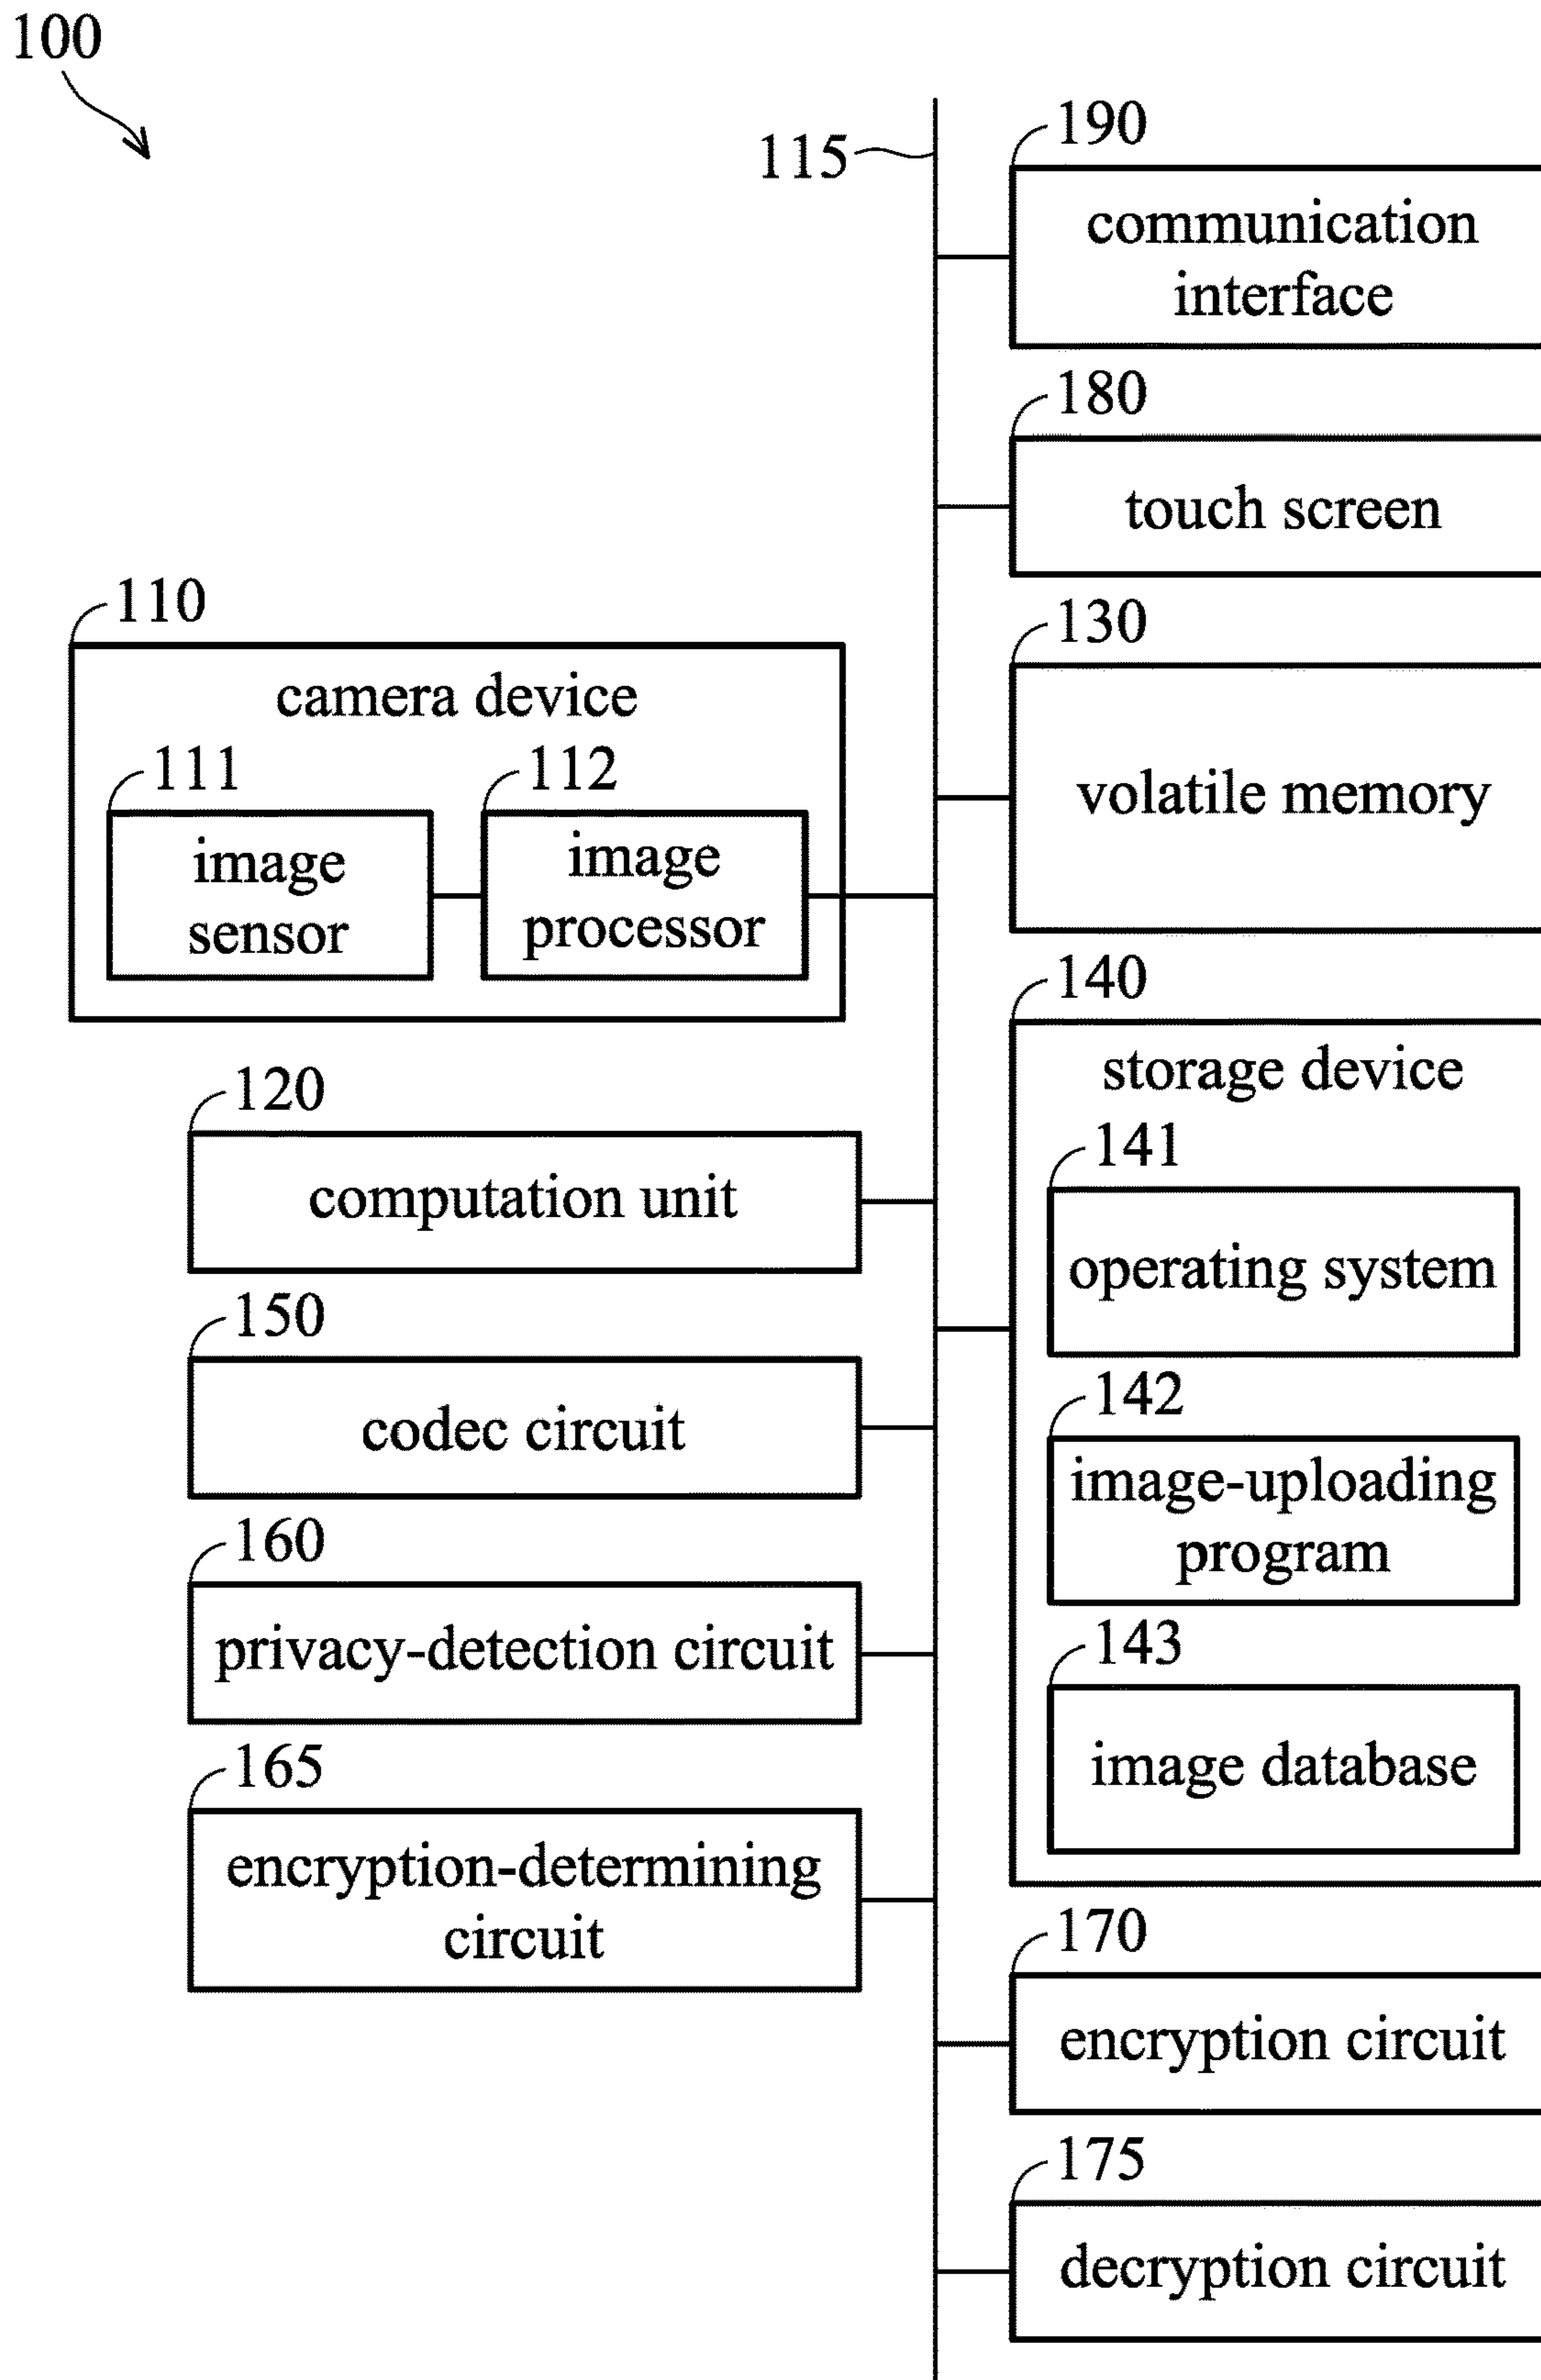 100
115
190
communication
interface
180
touch screen
110
camera device
111
image
sensor
112
image
processor
130
volatile memory
120
computation unit
150
codec circuit
160
privacy-detection circuit
165
encryption-determining
circuit
140
storage device
141
operating system
142
image-uploading
program
143
image database
170
encryption circuit
175
decryption circuit